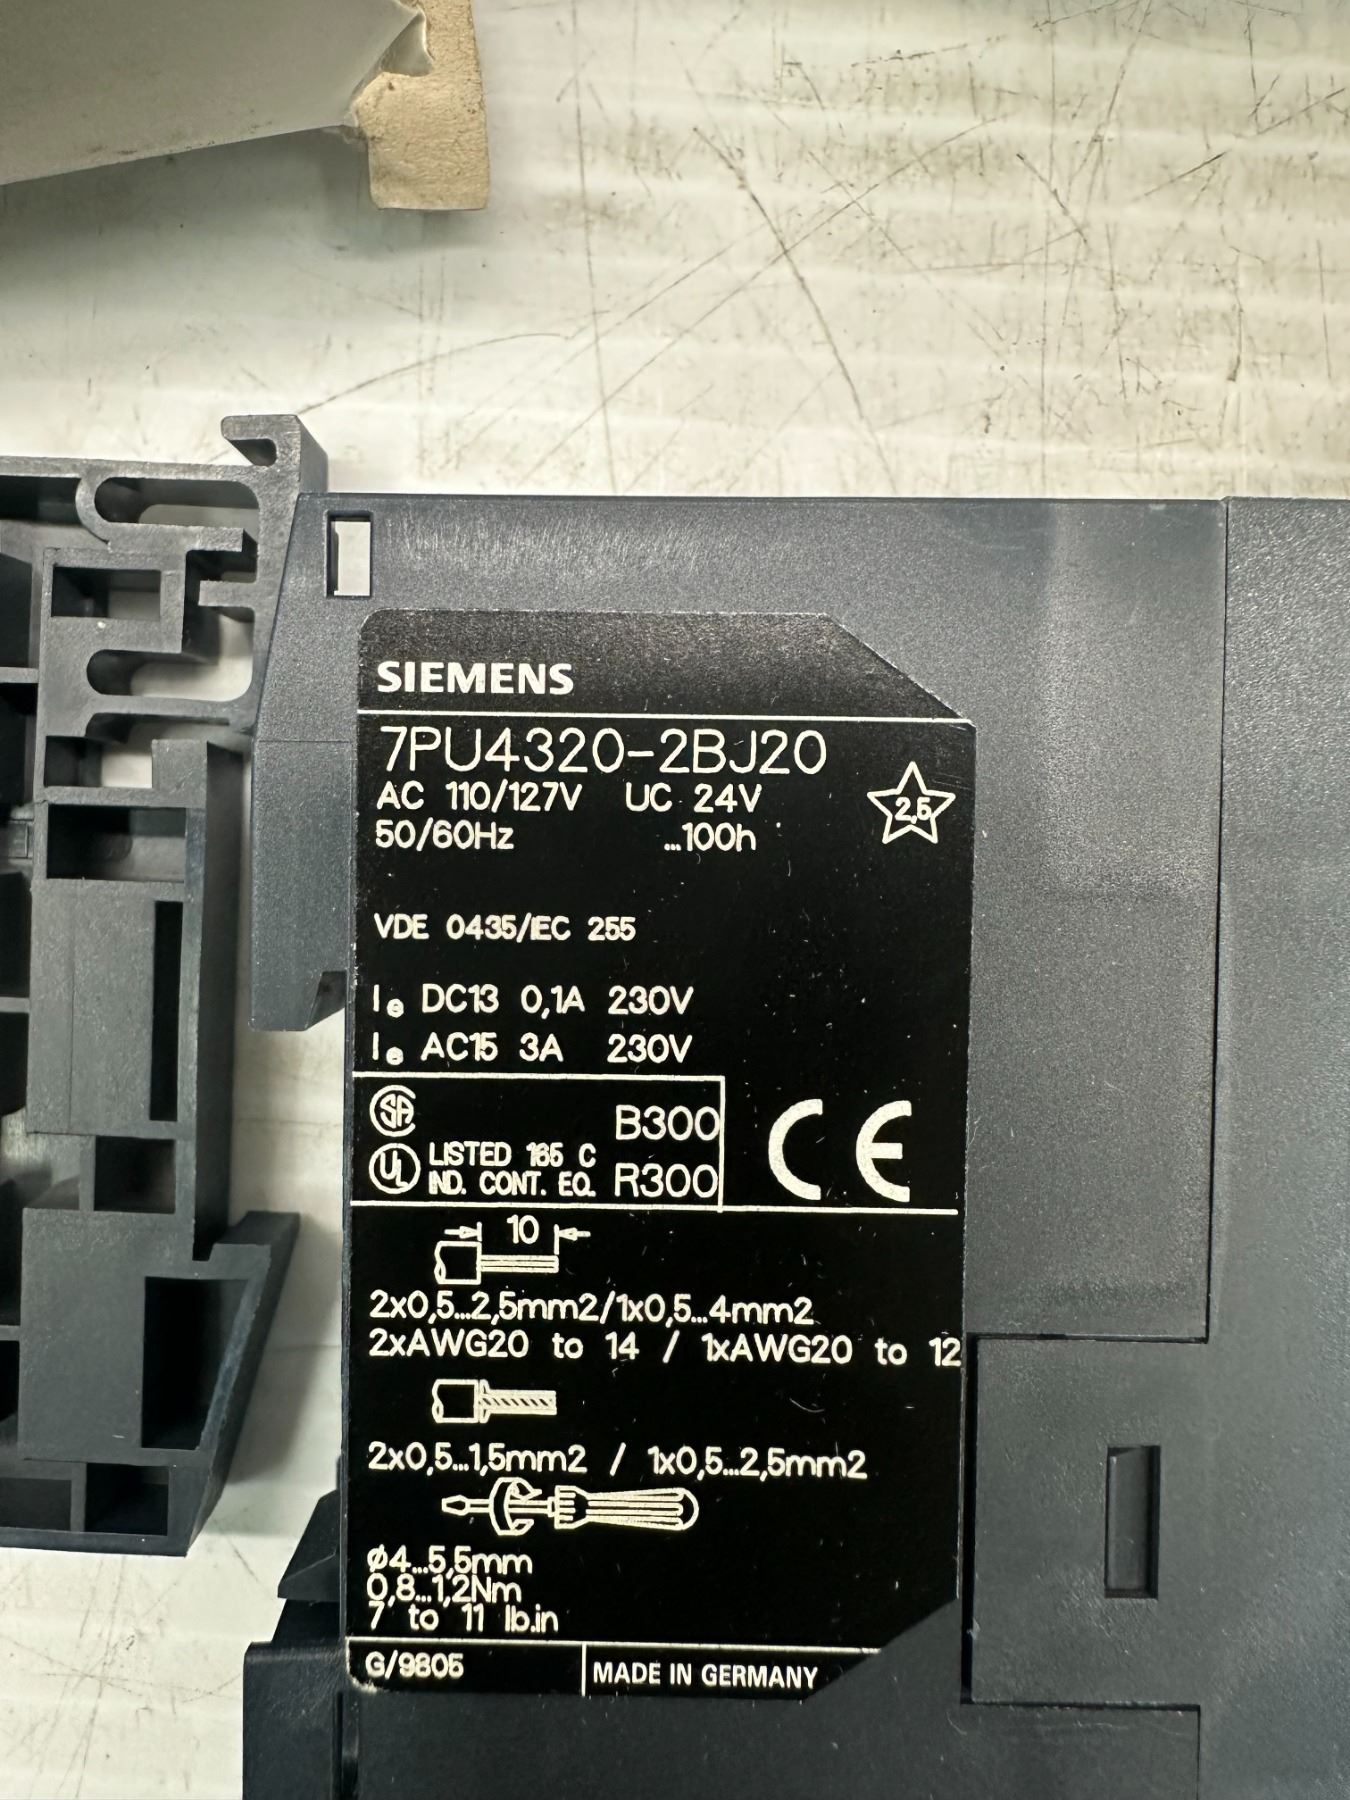 SIEMENS
7PU4320-2BJ20
AC 110/127V UC 24V
50/60Hz ...100h
2,5
VDE 0435/IEC 255
Ie DC13 0,1A 230V
Ie AC15 3A 230V
SA B300
UL LISTED 165 C
IND. CONT. EQ. R300
CE
10
2x0,5...2,5mm2/1x0,5...4mm2
2xAWG20 to 14 / 1xAWG20 to 12
2x0,5...1,5mm2 / 1x0,5...2,5mm2
ø4...5,5mm
0,8...1,2Nm
7 to 11 lb.in
G/9805 MADE IN GERMANY